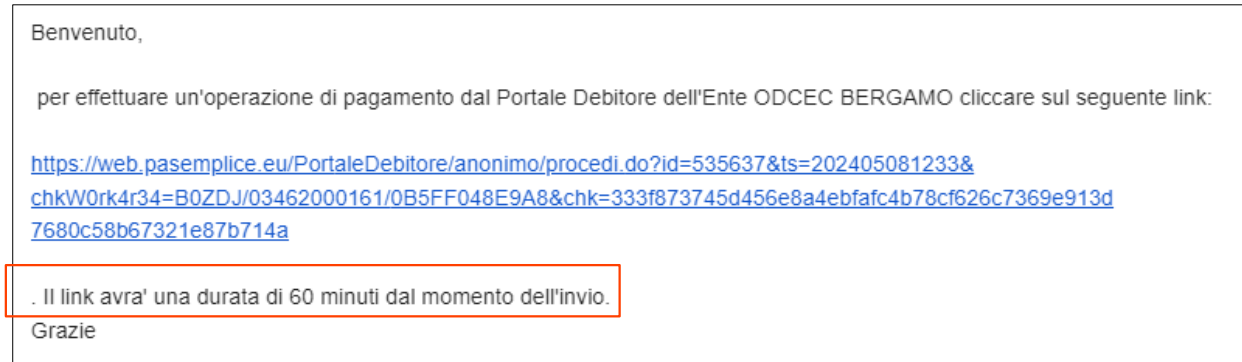 Benvenuto,
per effettuare un'operazione di pagamento dal Portale Debitore dell'Ente ODCEC BERGAMO cliccare sul seguente link:
https://web.pasemplice.eu/PortaleDebitore/anonimo/procedi.do?id=535637&ts=202405081233&
chkW0rk4r34=B0ZDJ/03462000161/0B5FF048E9A8&chk=333f873745d456e8a4ebfafc4b78cf626c7369e913d
7680c58b67321e87b714a
. Il link avra' una durata di 60 minuti dal momento dell'invio.
Grazie